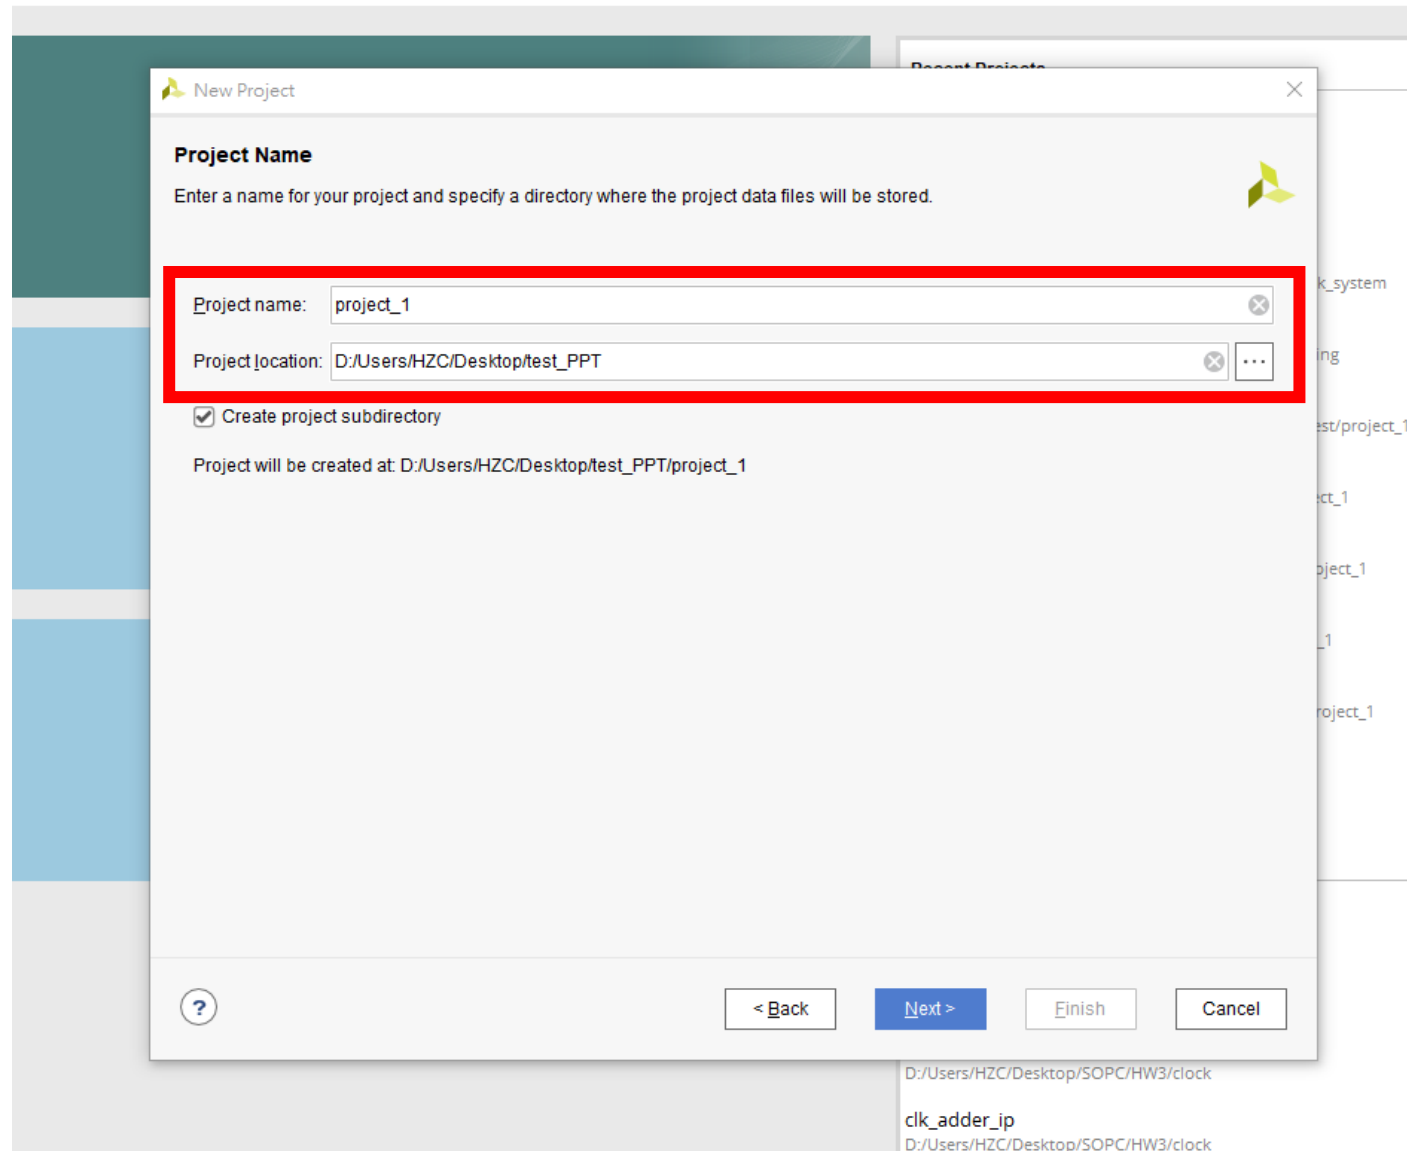 New Project
Project Name
Enter a name for your project and specify a directory where the project data files will be stored.
Project name: project_1
Project location: D:/Users/HZC/Desktop/test_PPT
...
Create project subdirectory
Project will be created at: D:/Users/HZC/Desktop/test_PPT/project_1
?
< Back
Next >
Finish
Cancel
Recent Projects
k_system
ing
est/project_1
ect_1
oject_1
_1
roject_1
D:/Users/HZC/Desktop/SOPC/HW3/clock
clk_adder_ip
D:/Users/HZC/Desktop/SOPC/HW3/clock